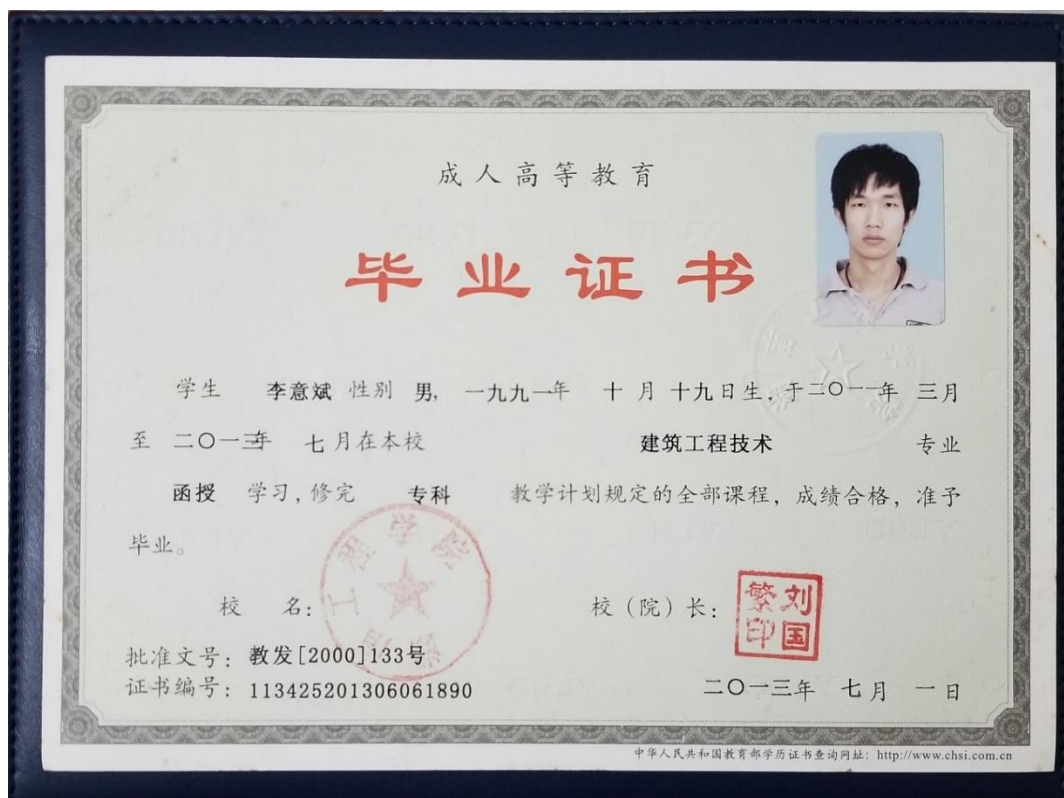 成人高等教育
毕业证书
学生 李意斌 性别 男, 一九九一年 十月 十九日生, 于二〇一一年 三月
至 二〇一三年 七月在本校 建筑工程技术 专业
函授 学习, 修完 专科 教学计划规定的全部课程, 成绩合格, 准予
毕业。
校 名: 工程学院
校（院）长: 刘国繁印
批准文号: 教发[2000]133号
证书编号: 113425201306061890
二〇一三年 七月 一日
中华人民共和国教育部学历证书查询网址: http://www.chsi.com.cn